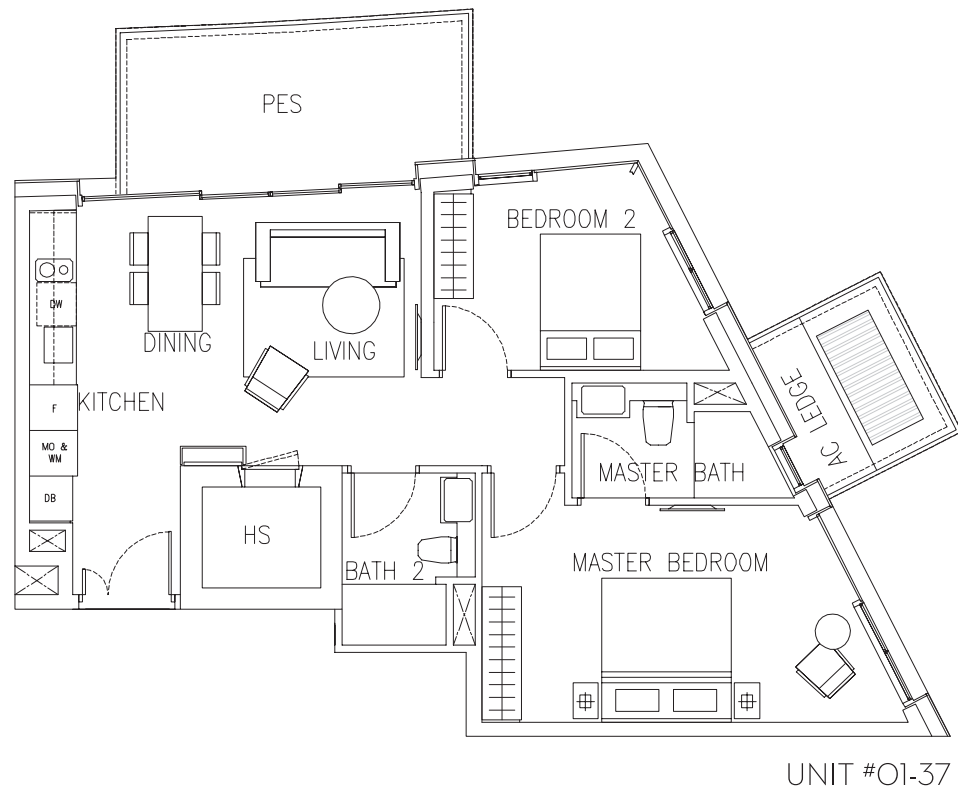 PES
BEDROOM 2
DW
DINING
LIVING
KITCHEN
F
MO &
WM
DB
AC LEDGE
MASTER BATH
HS
BATH 2
MASTER BEDROOM
UNIT #01-37